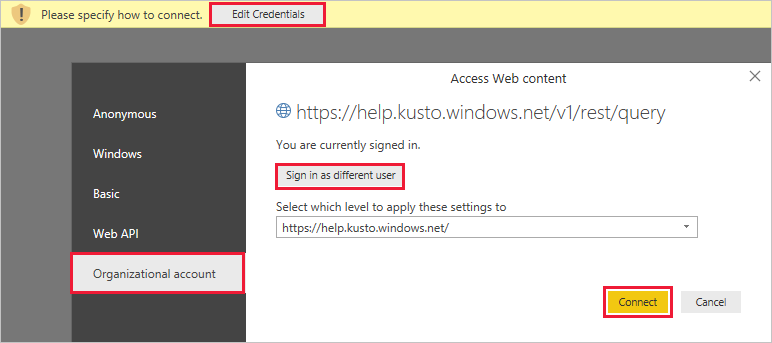 Please specify how to connect. Edit Credentials
Access Web content
Anonymous
Windows
Basic
Web API
Organizational account
https://help.kusto.windows.net/v1/rest/query
You are currently signed in.
Sign in as different user
Select which level to apply these settings to
https://help.kusto.windows.net/
Connect Cancel